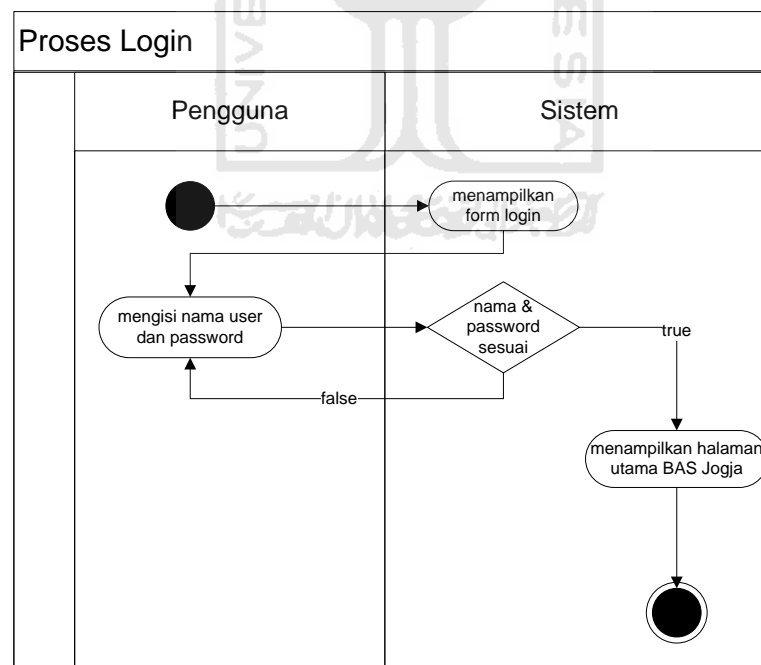 Proses Login
Pengguna
Sistem
menampilkan
form login
mengisi nama user
dan password
nama &
password
sesuai
true
false
menampilkan halaman
utama BAS Jogja